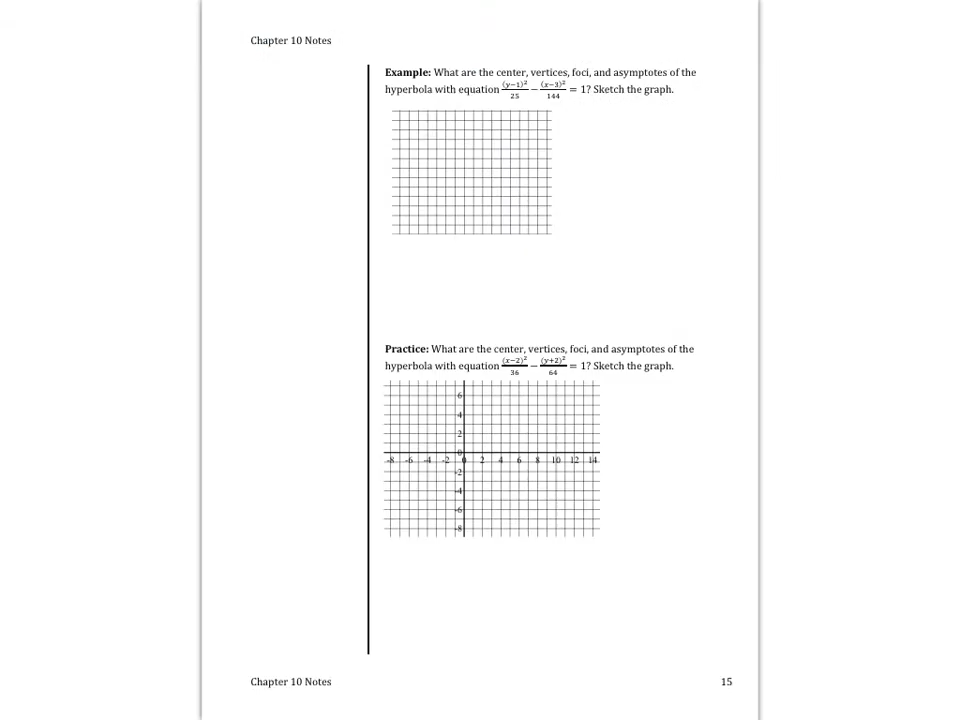 Chapter 10 Notes
Example: What are the center, vertices, foci, and asymptotes of the
hyperbola with equation (y−1)²/25 − (x−3)²/144 = 1? Sketch the graph.
Practice: What are the center, vertices, foci, and asymptotes of the
hyperbola with equation (x−2)²/36 − (y+2)²/64 = 1? Sketch the graph.
6
4
2
0
-8 -6 -4 -2 0 2 4 6 8 10 12 14
-2
-4
-6
-8
Chapter 10 Notes 15